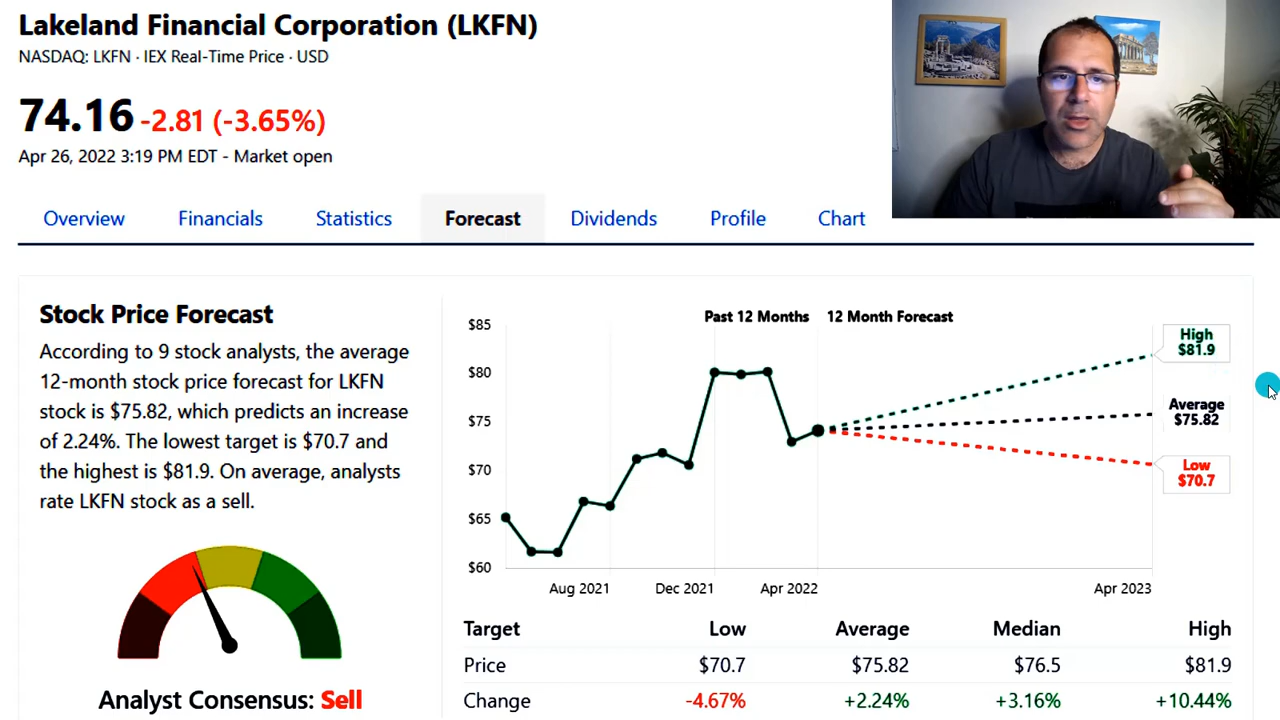 Lakeland Financial Corporation (LKFN)
NASDAQ: LKFN · IEX Real-Time Price · USD
74.16 -2.81 (-3.65%)
Apr 26, 2022 3:19 PM EDT - Market open
Overview Financials Statistics Forecast Dividends Profile Chart
Stock Price Forecast
According to 9 stock analysts, the average
12-month stock price forecast for LKFN
stock is $75.82, which predicts an increase
of 2.24%. The lowest target is $70.7 and
the highest is $81.9. On average, analysts
rate LKFN stock as a sell.
Analyst Consensus: Sell
Past 12 Months 12 Month Forecast
$85
$80
$75
$70
$65
$60
High
$81.9
Average
$75.82
Low
$70.7
Aug 2021 Dec 2021 Apr 2022 Apr 2023
Target Low Average Median High
Price $70.7 $75.82 $76.5 $81.9
Change -4.67% +2.24% +3.16% +10.44%